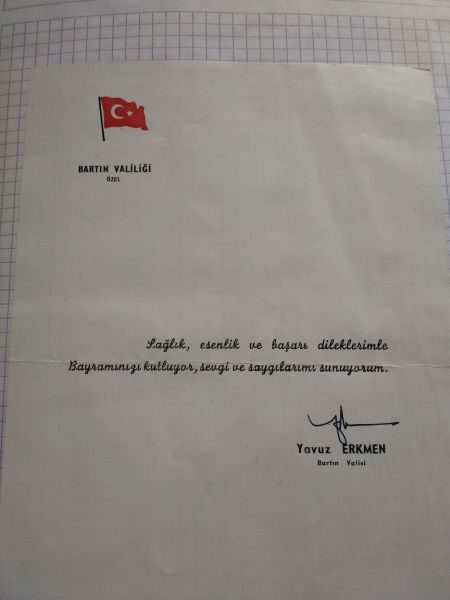 BARTIN VALİLİĞİ
ÖZEL
Sağlık, esenlik ve başarı dileklerimle
Bayramınızı kutluyor, sevgi ve saygılarımı sunuyorum.
Yavuz ERKMEN
Bartın Valisi